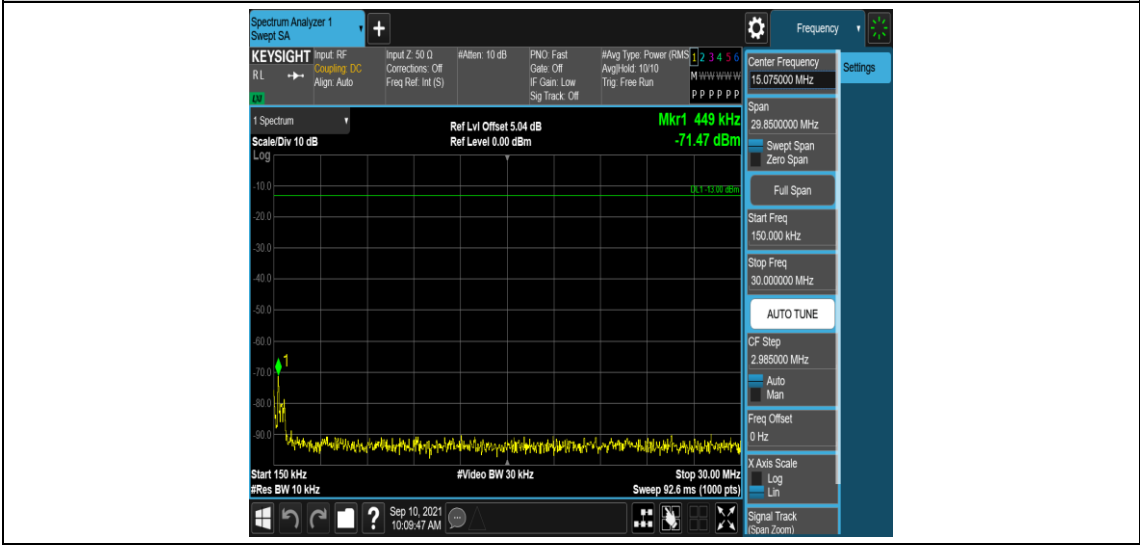 Spectrum Analyzer 1
Swept SA
+
Frequency
KEYSIGHT
RL
LXI
Input: RF
Coupling: DC
Align: Auto
Input Z: 50 Ω
Corrections: Off
Freq Ref: Int (S)
#Atten: 10 dB
PNO: Fast
Gate: Off
IF Gain: Low
Sig Track: Off
#Avg Type: Power (RMS
Avg|Hold: 10/10
Trig: Free Run
1 2 3 4 5 6
M W W W W W
P P P P P P
1 Spectrum
Scale/Div 10 dB
Ref Lvl Offset 5.04 dB
Ref Level 0.00 dBm
Mkr1 449 kHz
-71.47 dBm
Log
DL1 -13.00 dBm
-10.0
-20.0
-30.0
-40.0
-50.0
-60.0
-70.0
-80.0
-90.0
1
Start 150 kHz
#Res BW 10 kHz
#Video BW 30 kHz
Stop 30.00 MHz
Sweep 92.6 ms (1000 pts)
Center Frequency
15.075000 MHz
Span
29.8500000 MHz
Swept Span
Zero Span
Full Span
Start Freq
150.000 kHz
Stop Freq
30.000000 MHz
AUTO TUNE
CF Step
2.985000 MHz
Auto
Man
Freq Offset
0 Hz
X Axis Scale
Log
Lin
Signal Track
(Span Zoom)
Settings
?
Sep 10, 2021
10:09:47 AM